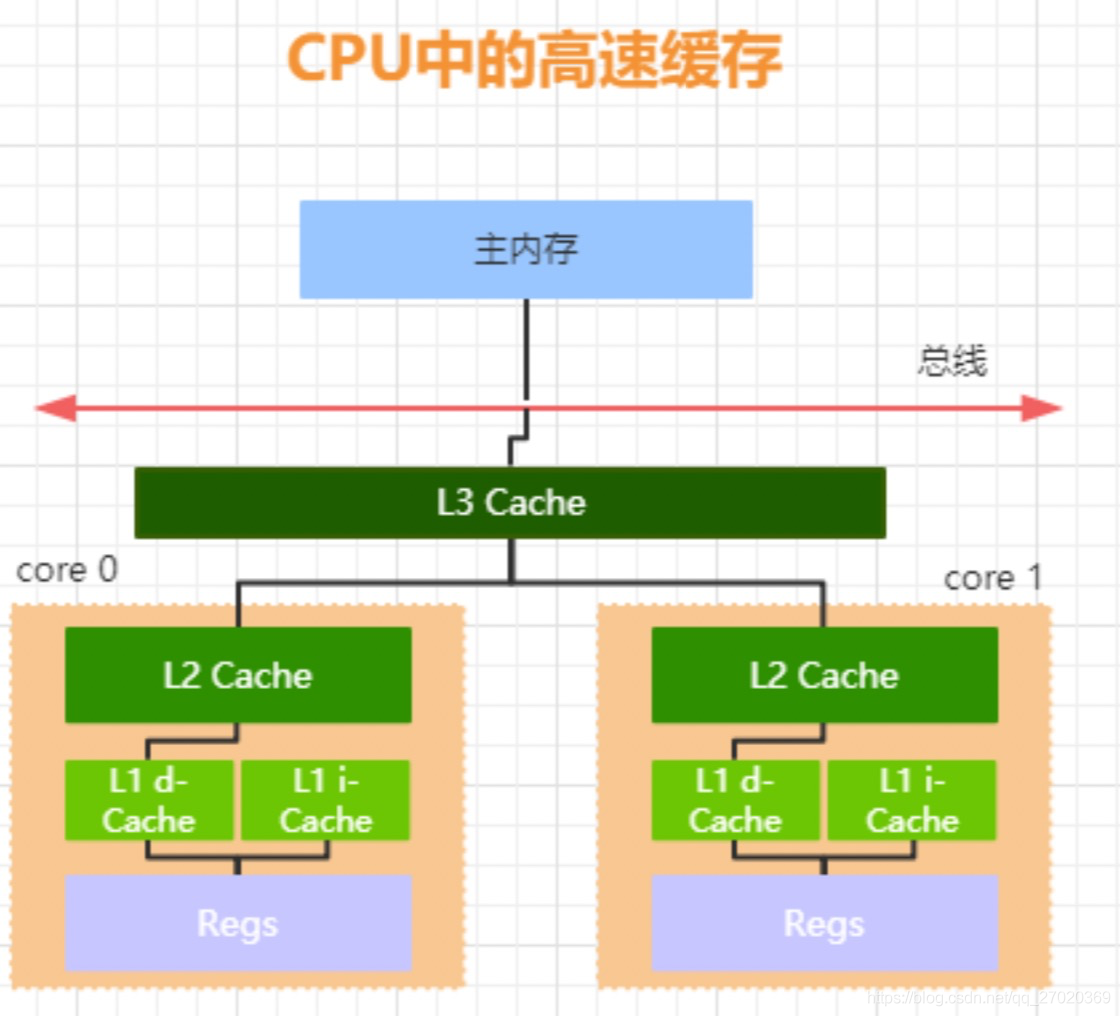 CPU中的高速缓存
主内存
总线
L3 Cache
core 0
core 1
L2 Cache
L2 Cache
L1 d-
Cache
L1 i-
Cache
L1 d-
Cache
L1 i-
Cache
Regs
Regs
https://blog.csdn.net/qq_27020369